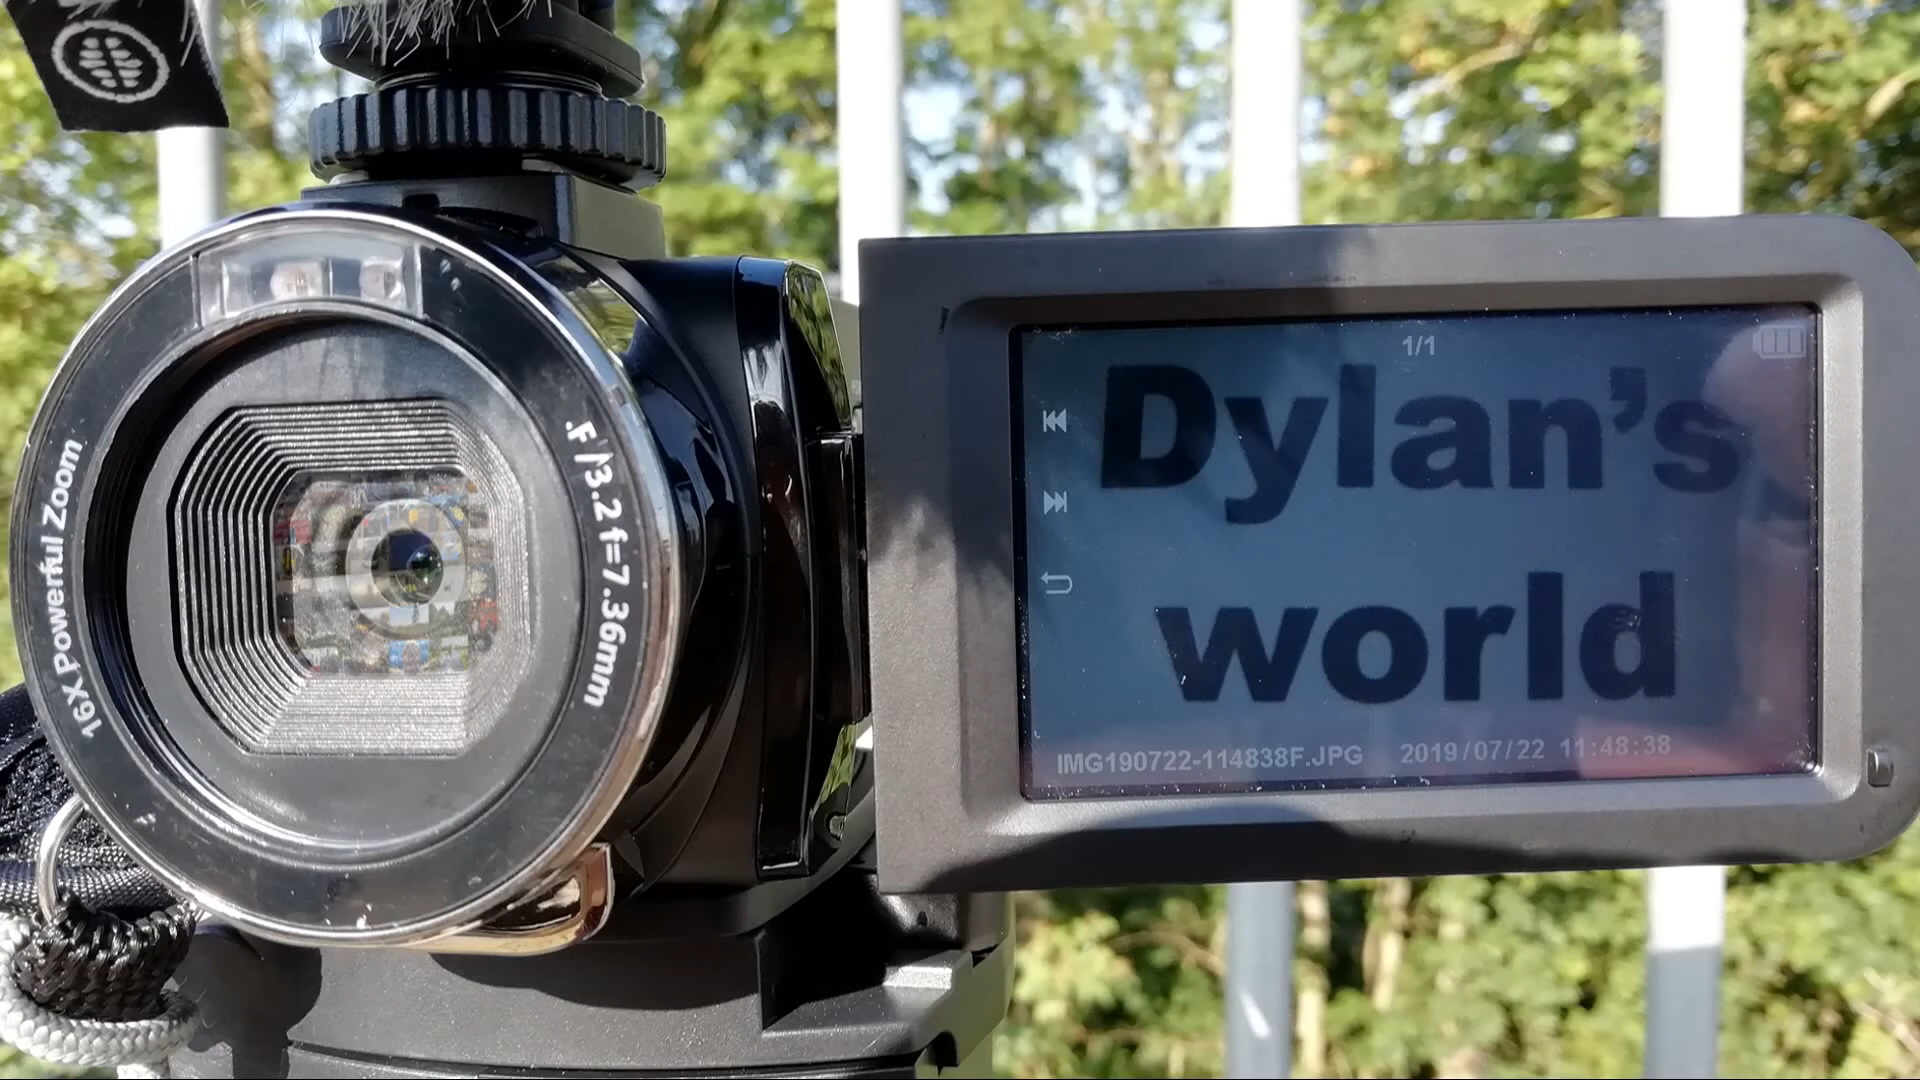 16X Powerful Zoom
F/3.2 f=7.36mm
1/1
Dylan's
world
IMG190722-114838F.JPG 2019/07/22 11:48:38